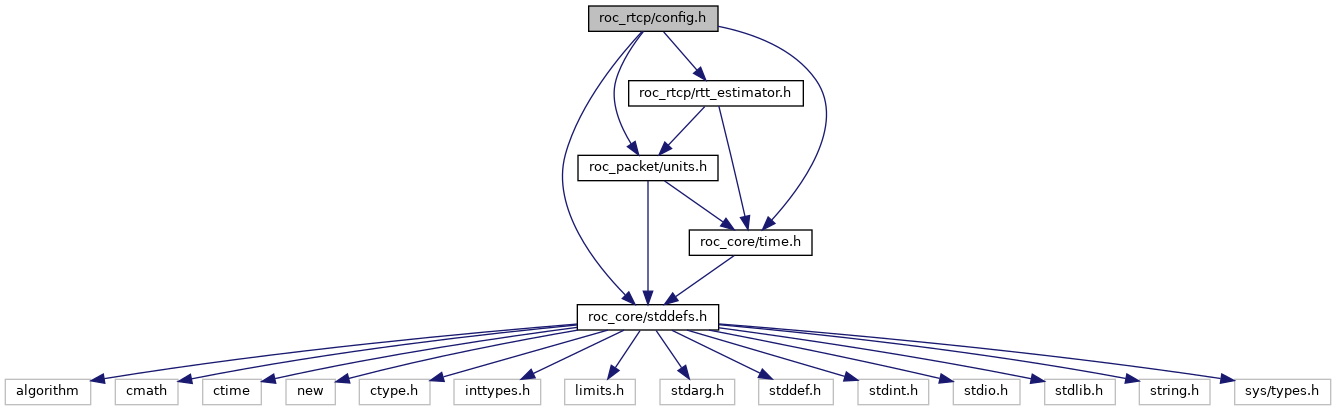 roc_rtcp/config.h
roc_rtcp/rtt_estimator.h
roc_packet/units.h
roc_core/time.h
roc_core/stddefs.h
algorithm
cmath
ctime
new
ctype.h
inttypes.h
limits.h
stdarg.h
stddef.h
stdint.h
stdio.h
stdlib.h
string.h
sys/types.h